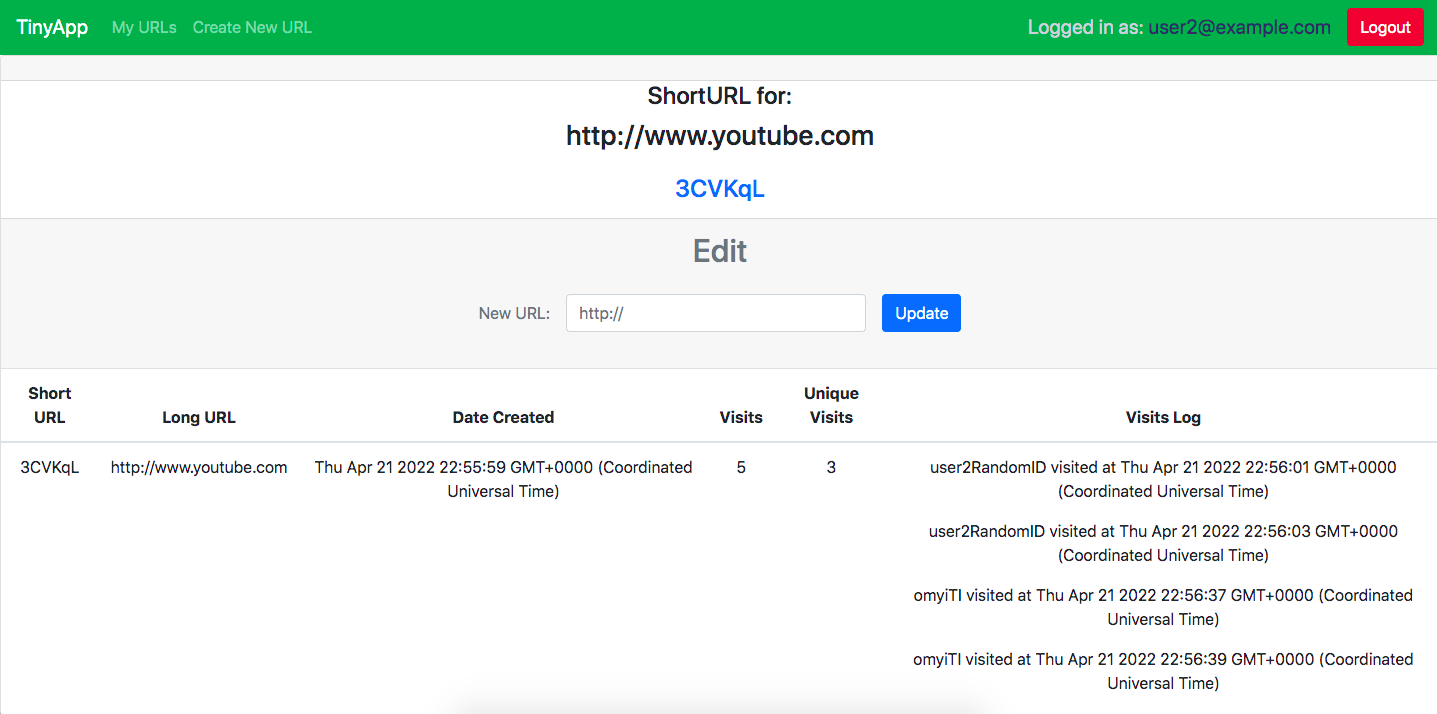 TinyApp My URLs Create New URL Logged in as: user2@example.com Logout
ShortURL for:
http://www.youtube.com
3CVKqL
Edit
New URL: http:// Update
Short URL Long URL Date Created Visits Unique Visits Visits Log
3CVKqL http://www.youtube.com Thu Apr 21 2022 22:55:59 GMT+0000 (Coordinated Universal Time) 5 3
user2RandomID visited at Thu Apr 21 2022 22:56:01 GMT+0000
(Coordinated Universal Time)
user2RandomID visited at Thu Apr 21 2022 22:56:03 GMT+0000
(Coordinated Universal Time)
omyiTI visited at Thu Apr 21 2022 22:56:37 GMT+0000 (Coordinated
Universal Time)
omyiTI visited at Thu Apr 21 2022 22:56:39 GMT+0000 (Coordinated
Universal Time)